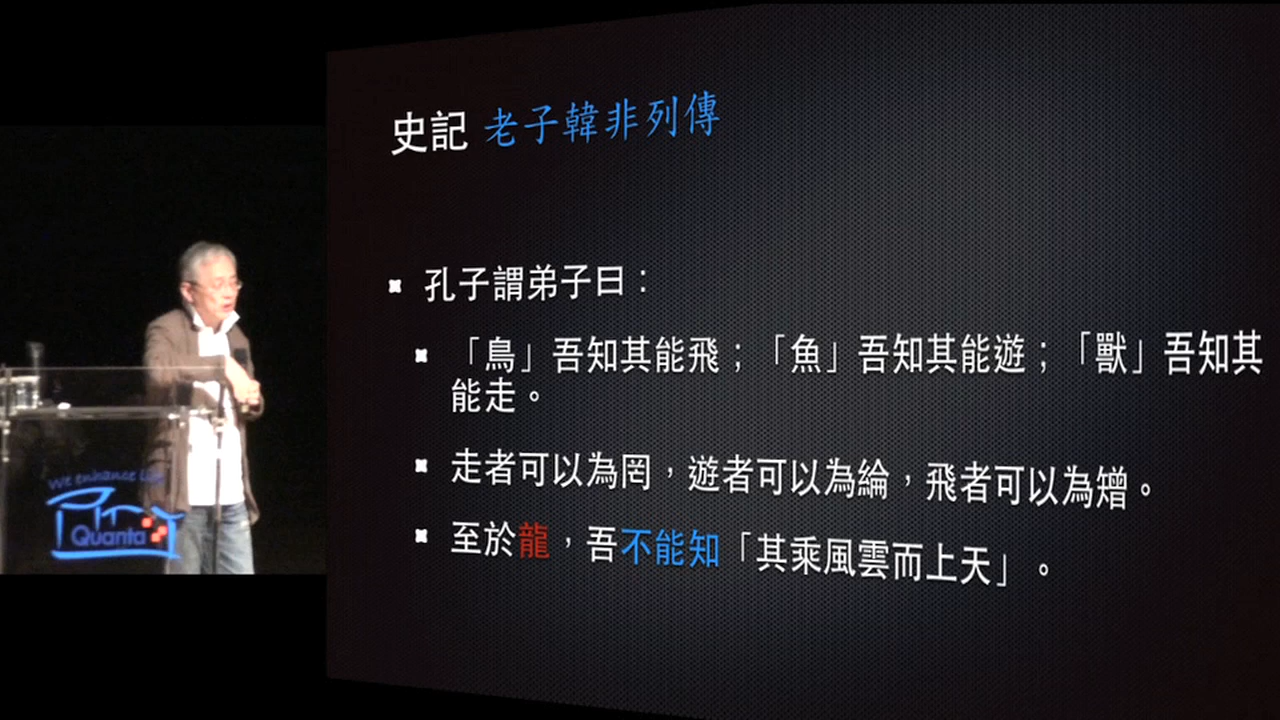 史記 老子韓非列傳
孔子謂弟子曰：
「鳥」吾知其能飛；「魚」吾知其能遊；「獸」吾知其
能走。
走者可以為罔，遊者可以為綸，飛者可以為矰。
至於龍，吾不能知「其乘風雲而上天」。
We enhance life
Quanta